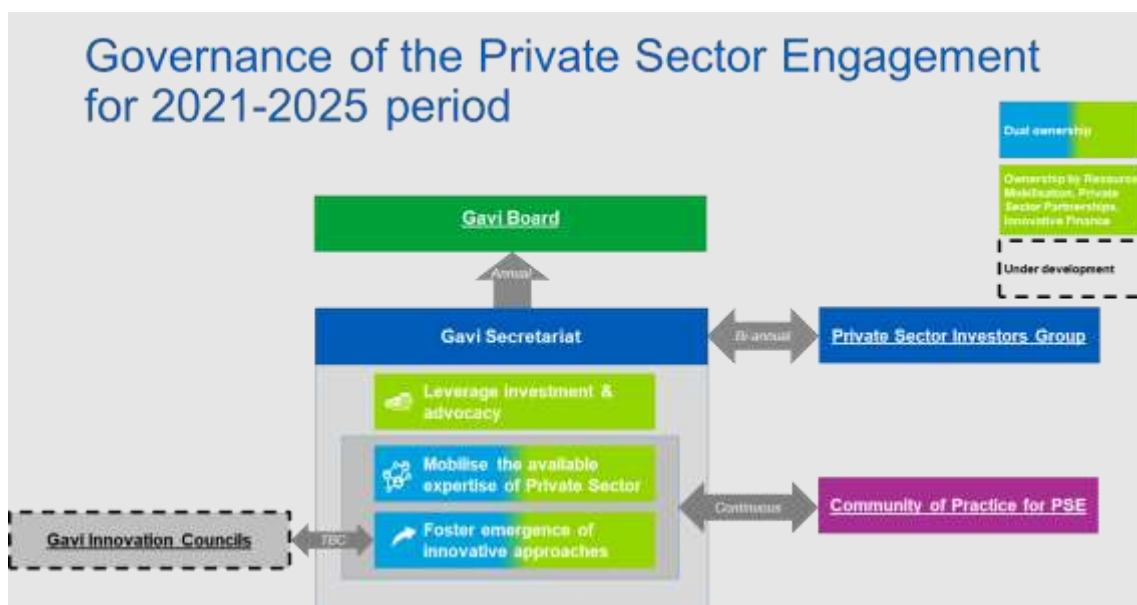 Governance of the Private Sector Engagement
for 2021-2025 period
Dual ownership
Ownership by Resource
Mobilisation, Private
Sector Partnerships,
Innovative Finance
Under development
Gavi Board
Annual
Gavi Secretariat
Bi-annual
Private Sector Investors Group
Leverage investment &
advocacy
Mobilise the available
expertise of Private Sector
Continuous
Community of Practice for PSE
Gavi Innovation Councils
TBC
Foster emergence of
innovative approaches